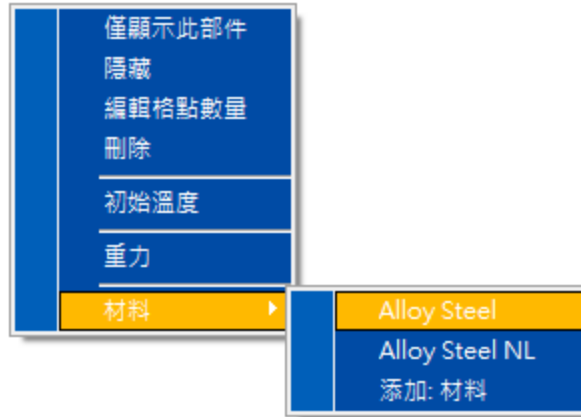 僅顯示此部件
隱藏
編輯格點數量
刪除
初始溫度
重力
材料
Alloy Steel
Alloy Steel NL
添加: 材料